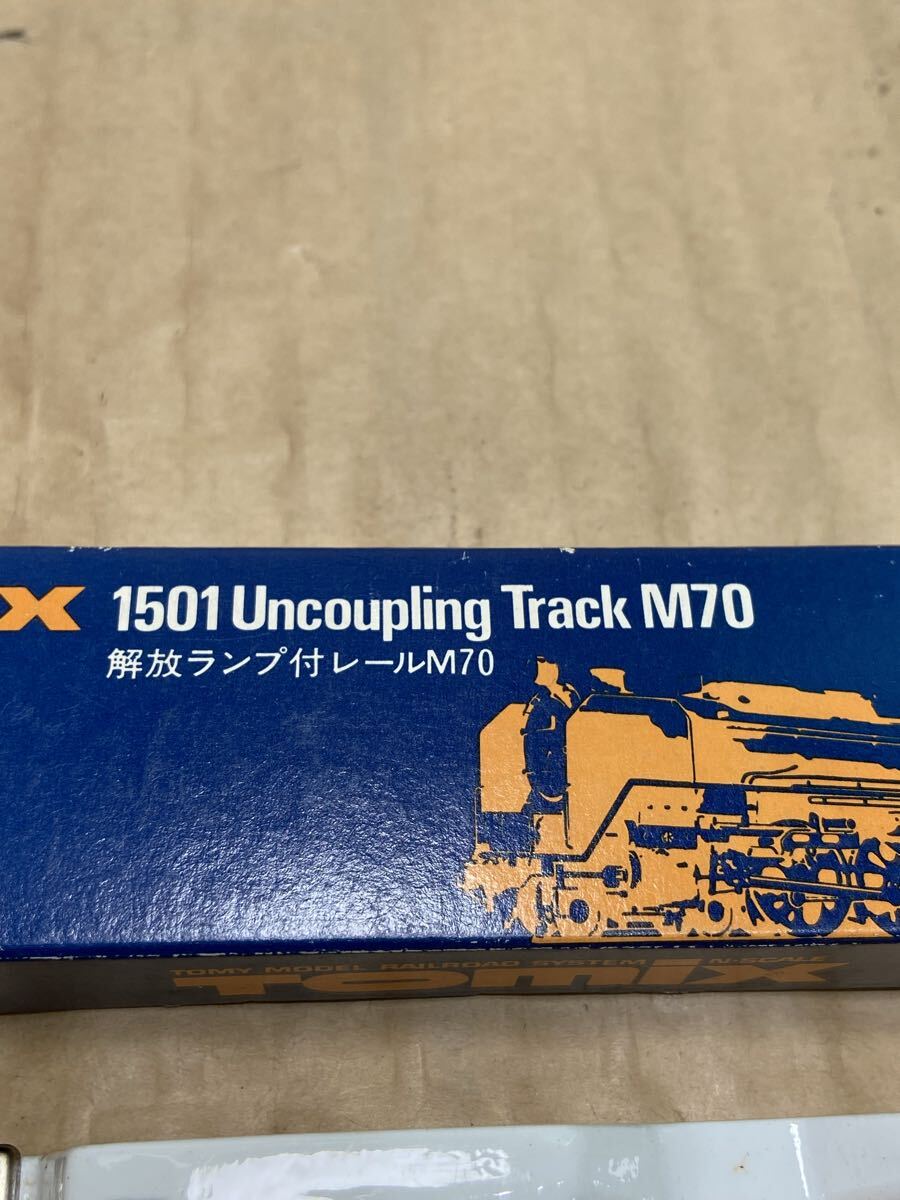 X 1501 Uncoupling Track M70
解放ランプ付レールM70
TOMY MODEL RAILROAD SYSTEM N-SCALE
TOMIX